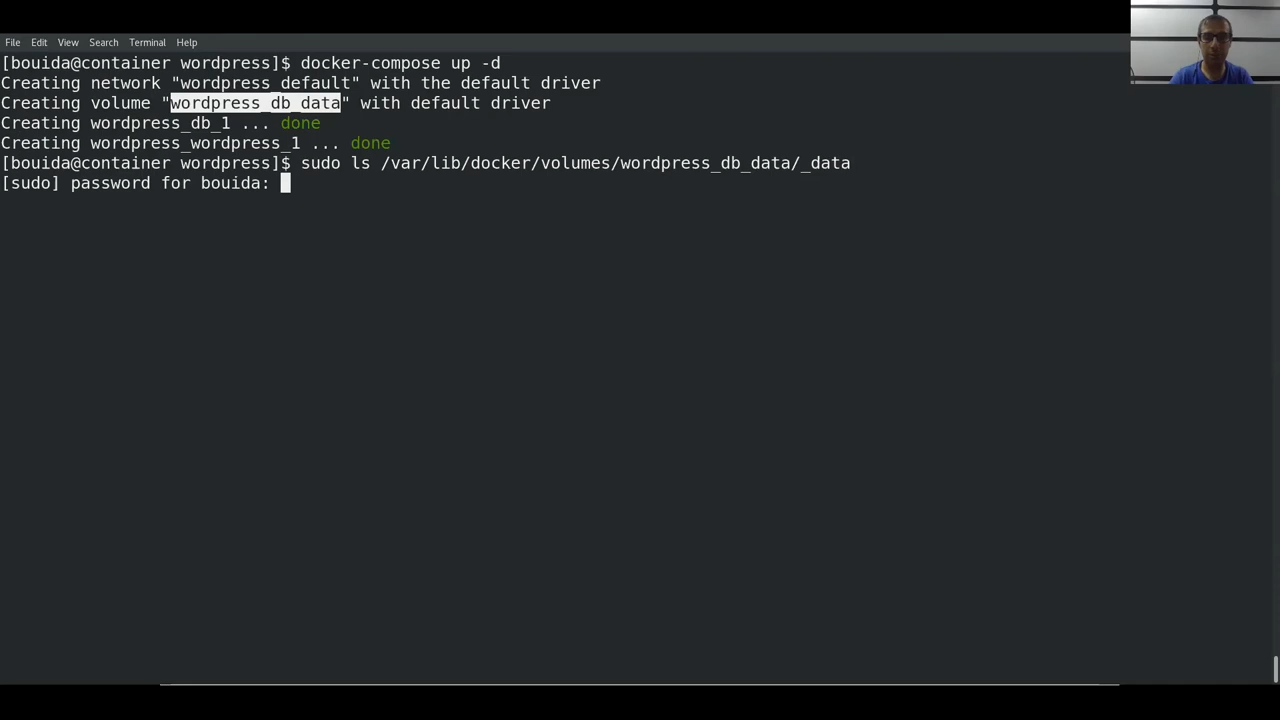 File Edit View Search Terminal Help
[bouida@container wordpress]$ docker-compose up -d
Creating network "wordpress_default" with the default driver
Creating volume "wordpress_db_data" with default driver
Creating wordpress_db_1 ... done
Creating wordpress_wordpress_1 ... done
[bouida@container wordpress]$ sudo ls /var/lib/docker/volumes/wordpress_db_data/_data
[sudo] password for bouida: